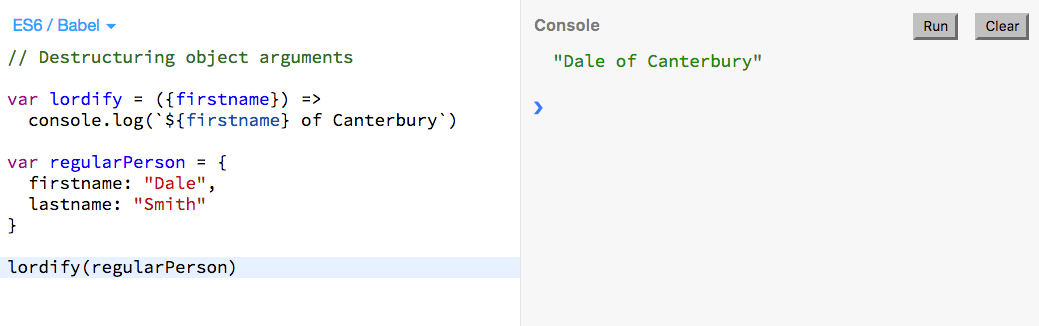 ES6 / Babel
// Destructuring object arguments
var lordify = ({firstname}) =>
  console.log(`${firstname} of Canterbury`)
var regularPerson = {
  firstname: "Dale",
  lastname: "Smith"
}
lordify(regularPerson)
Console
Run
Clear
"Dale of Canterbury"